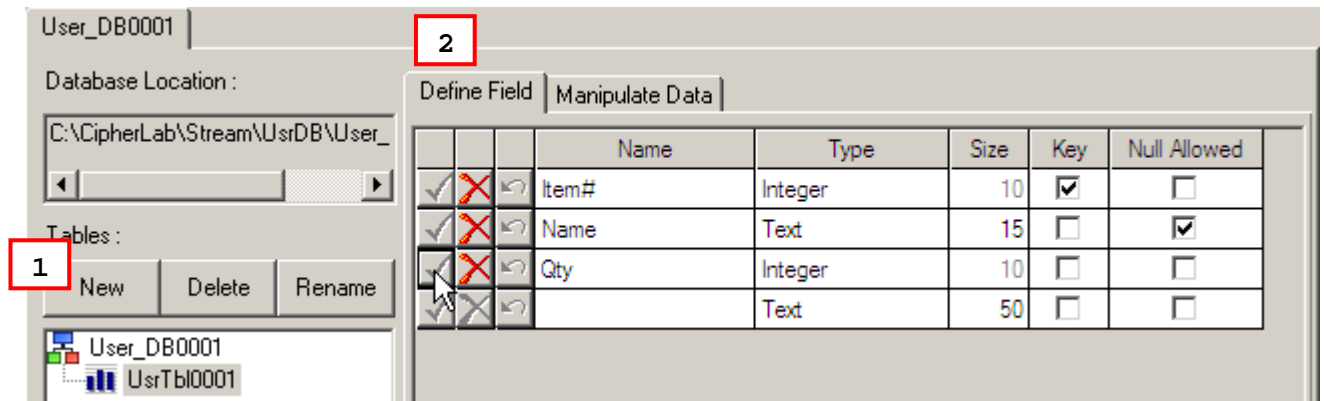 User_DB0001
2
Database Location :
Define Field Manipulate Data
C:\CipherLab\Stream\UsrDB\User_
Name Type Size Key Null Allowed
Item# Integer 10
Name Text 15
Qty Integer 10
Text 50
Tables :
1
New Delete Rename
User_DB0001
UsrTbl0001